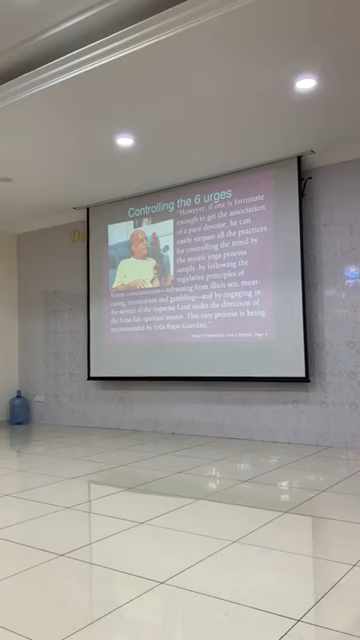 Controlling the 6 urges
"However, if one is fortunate
enough to get the association
of a pure devotee, he can
easily surpass all the practices
for controlling the mind by
the mystic yoga process
simply by following the
regulative principles of
Krsna consciousness—refraining from illicit sex, meat-
eating, intoxication and gambling—and by engaging in
the service of the Supreme Lord under the direction of
the bona fide spiritual master. This easy process is being
recommended by Srila Rupa Gosvami."